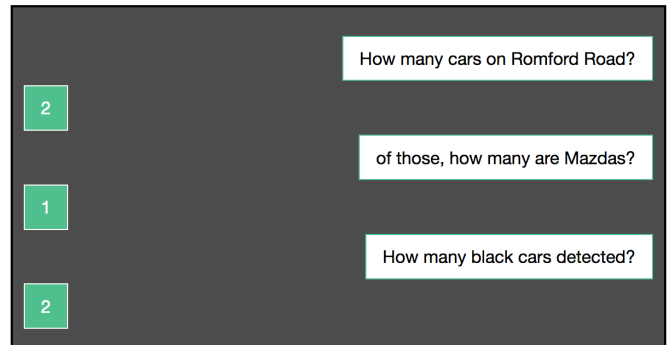 How many cars on Romford Road?
2
of those, how many are Mazdas?
1
How many black cars detected?
2